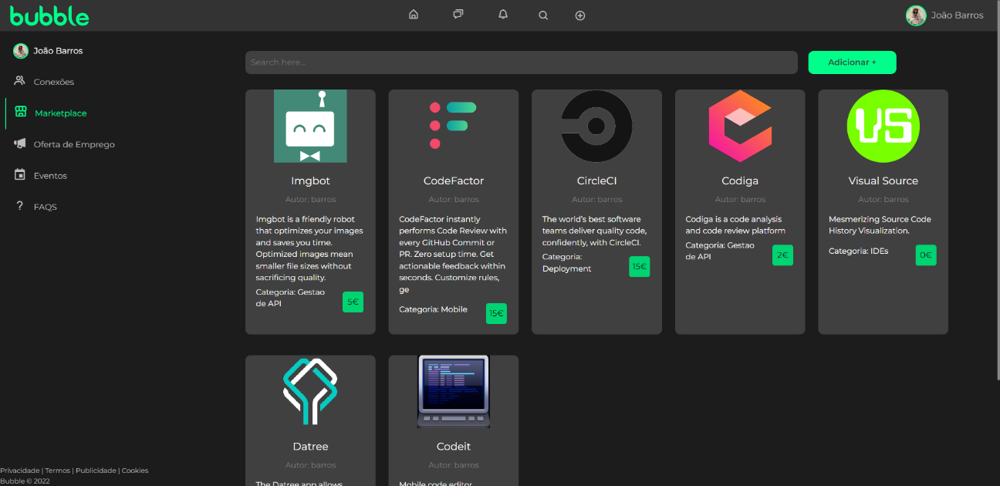 bubble
João Barros
João Barros
Conexões
Marketplace
Oferta de Emprego
Eventos
FAQS
Search here...
Adicionar +
Imgbot
Autor: barros
Imgbot is a friendly robot
that optimizes your images
and saves you time.
Optimized images mean
smaller file sizes without
sacrificing quality.
Categoria: Gestao
de API
5€
CodeFactor
Autor: barros
CodeFactor instantly
performs Code Review with
every GitHub Commit or
PR. Zero setup time. Get
actionable feedback within
seconds. Customize rules,
ge
Categoria: Mobile
15€
CircleCI
Autor: barros
The world's best software
teams deliver quality code,
confidently, with CircleCI.
Categoria:
Deployment
15€
Codiga
Autor: barros
Codiga is a code analysis
and code review platform
Categoria: Gestao
de API
2€
VS
Visual Source
Autor: barros
Mesmerizing Source Code
History Visualization.
Categoria: IDEs
0€
Datree
Autor: barros
The Datree app allows
Codeit
Autor: barros
Mobile code editor
Privacidade | Termos | Publicidade | Cookies
Bubble © 2022